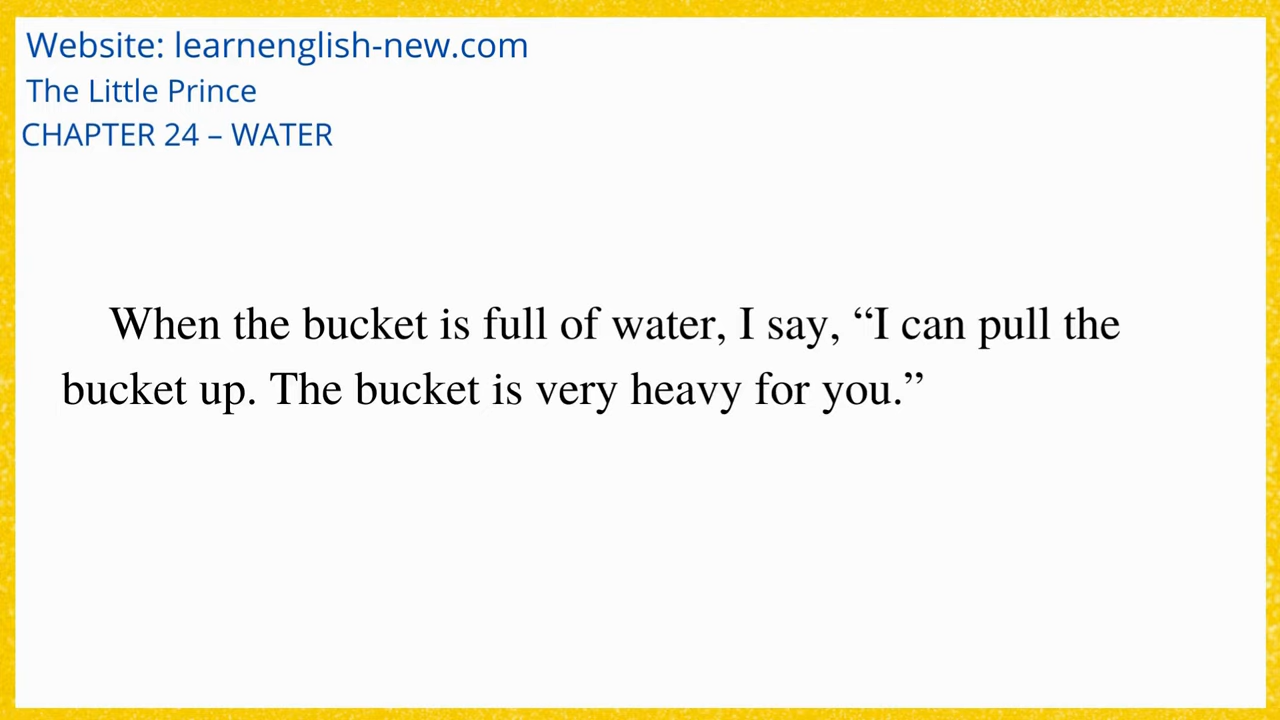 Website: learnenglish-new.com
The Little Prince
CHAPTER 24 – WATER
When the bucket is full of water, I say, “I can pull the
bucket up. The bucket is very heavy for you.”